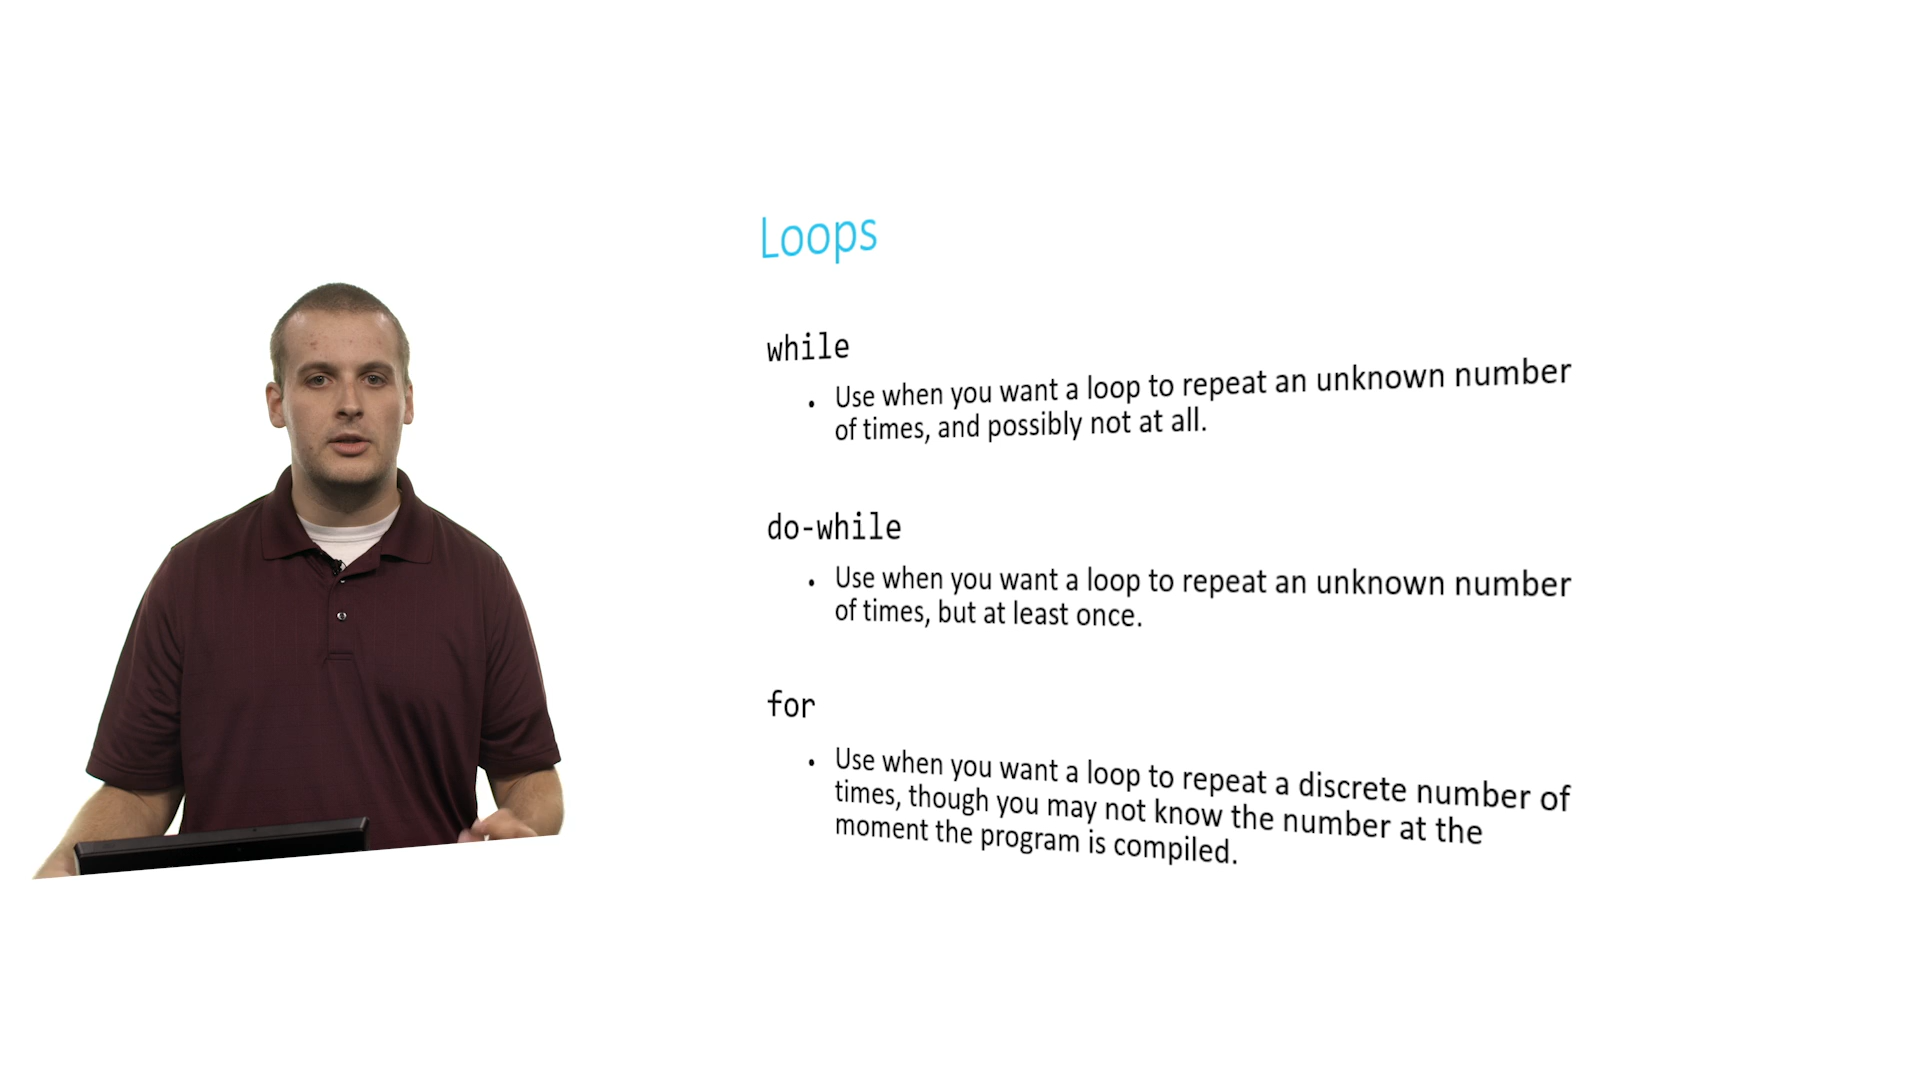 Loops
while
• Use when you want a loop to repeat an unknown number
of times, and possibly not at all.
do-while
• Use when you want a loop to repeat an unknown number
of times, but at least once.
for
• Use when you want a loop to repeat a discrete number of
times, though you may not know the number at the
moment the program is compiled.